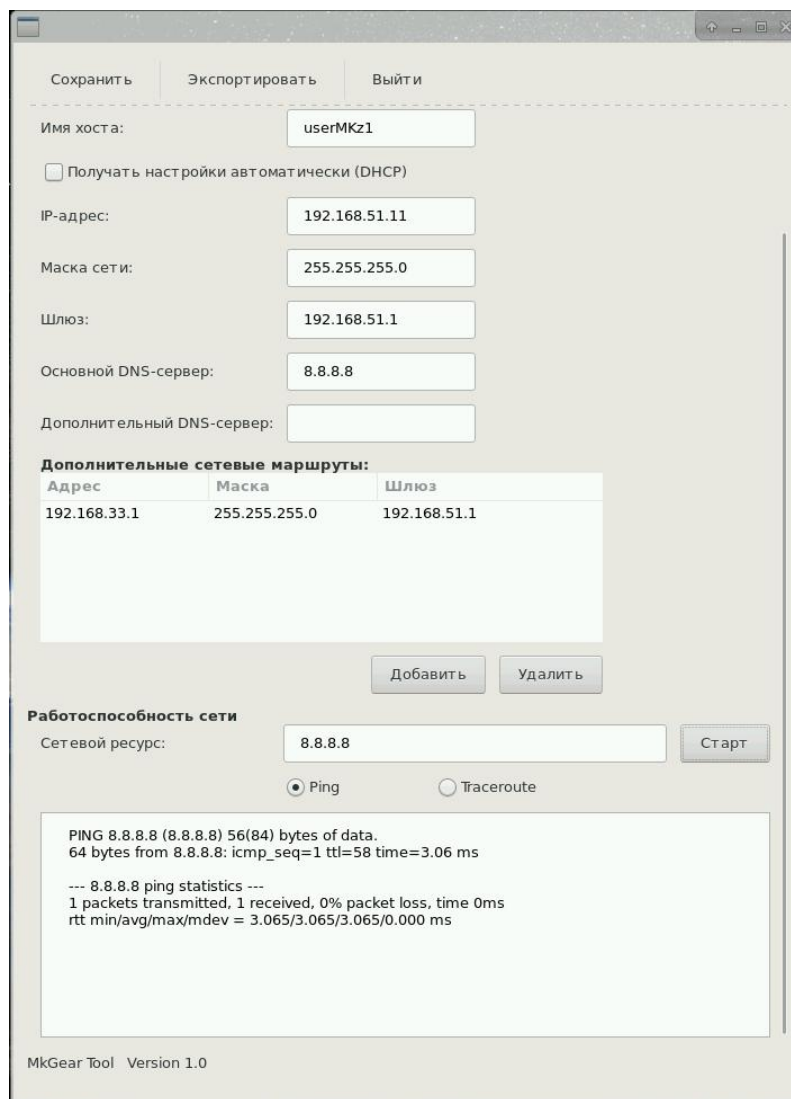 Сохранить Экспортировать Выйти
Имя хоста: userMKz1
Получать настройки автоматически (DHCP)
IP-адрес: 192.168.51.11
Маска сети: 255.255.255.0
Шлюз: 192.168.51.1
Основной DNS-сервер: 8.8.8.8
Дополнительный DNS-сервер:
Дополнительные сетевые маршруты:
Адрес Маска Шлюз
192.168.33.1 255.255.255.0 192.168.51.1
Добавить Удалить
Работоспособность сети
Сетевой ресурс: 8.8.8.8 Старт
Ping Traceroute
PING 8.8.8.8 (8.8.8.8) 56(84) bytes of data.
64 bytes from 8.8.8.8: icmp_seq=1 ttl=58 time=3.06 ms
--- 8.8.8.8 ping statistics ---
1 packets transmitted, 1 received, 0% packet loss, time 0ms
rtt min/avg/max/mdev = 3.065/3.065/3.065/0.000 ms
MkGear Tool Version 1.0